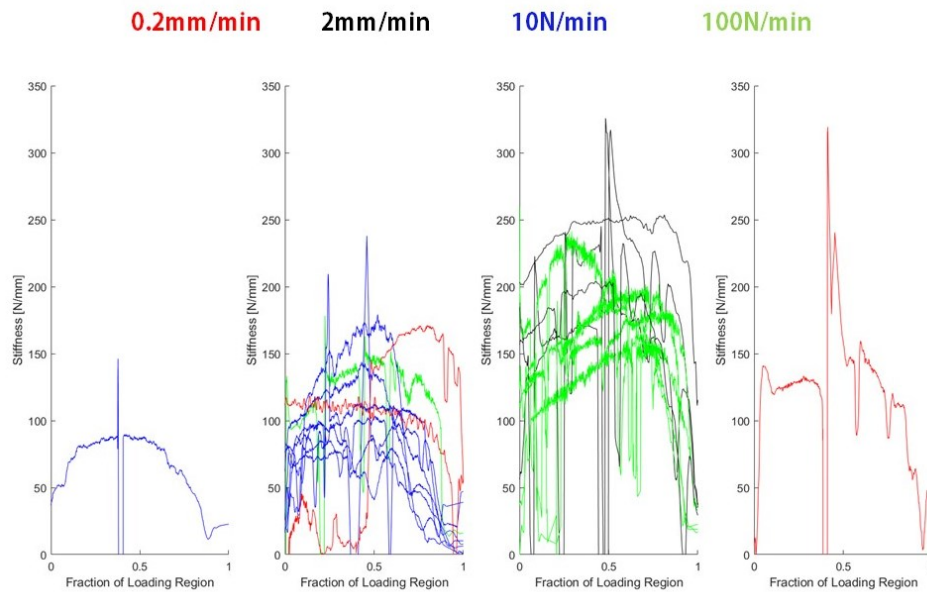 0.2mm/min 2mm/min 10N/min 100N/min
350 350 350 350
300 300 300 300
250 250 250 250
200 200 200 200
150 150 150 150
100 100 100 100
50 50 50 50
0 0 0 0
Stiffness [N/mm] Stiffness [N/mm] Stiffness [N/mm] Stiffness [N/mm]
0 0.5 1 0 0.5 1 0 0.5 1 0 0.5 1
Fraction of Loading Region Fraction of Loading Region Fraction of Loading Region Fraction of Loading Region